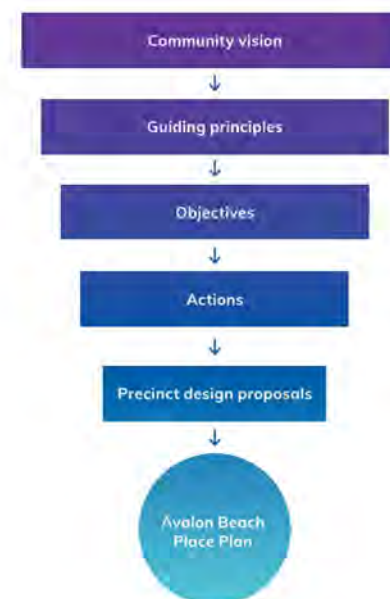 Community vision
Guiding principles
Objectives
Actions
Precinct design proposals
Avalon Beach
Place Plan